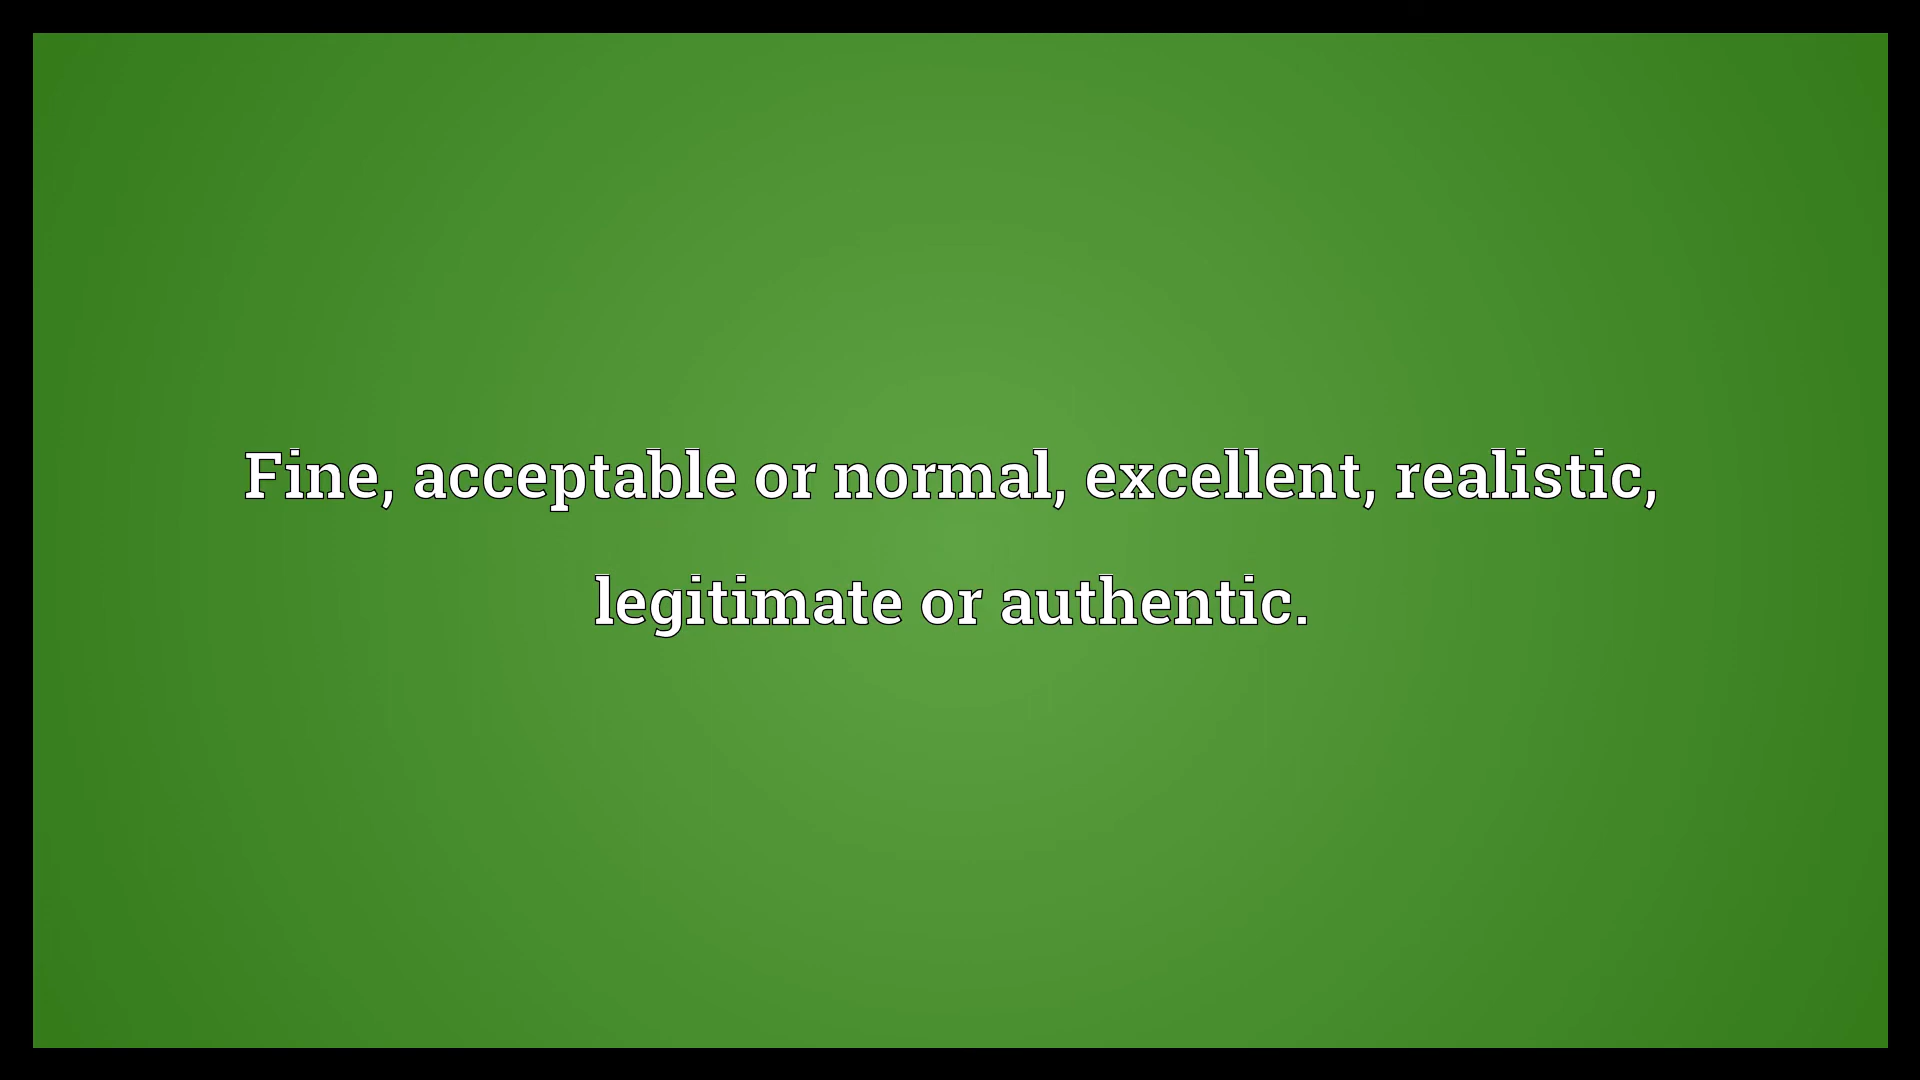 Fine, acceptable or normal, excellent, realistic,
legitimate or authentic.